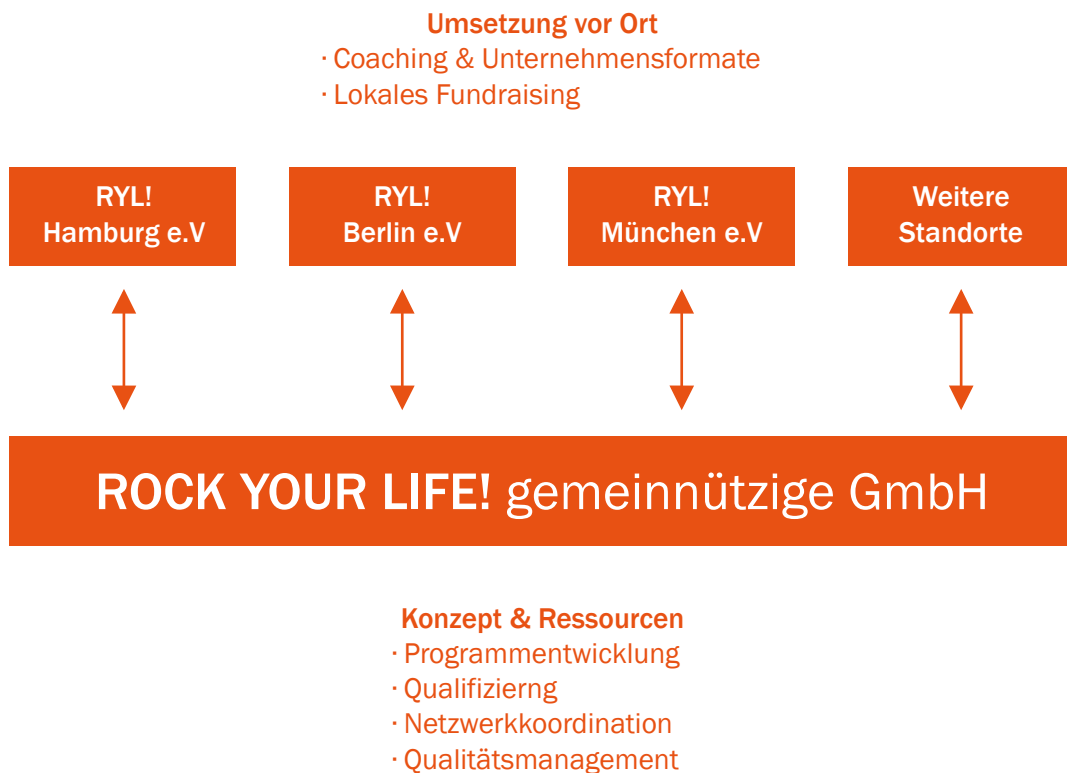 Umsetzung vor Ort
· Coaching & Unternehmensformate
· Lokales Fundraising
RYL!
Hamburg e.V
RYL!
Berlin e.V
RYL!
München e.V
Weitere
Standorte
ROCK YOUR LIFE! gemeinnützige GmbH
Konzept & Ressourcen
· Programmentwicklung
· Qualifizierng
· Netzwerkkoordination
· Qualitätsmanagement